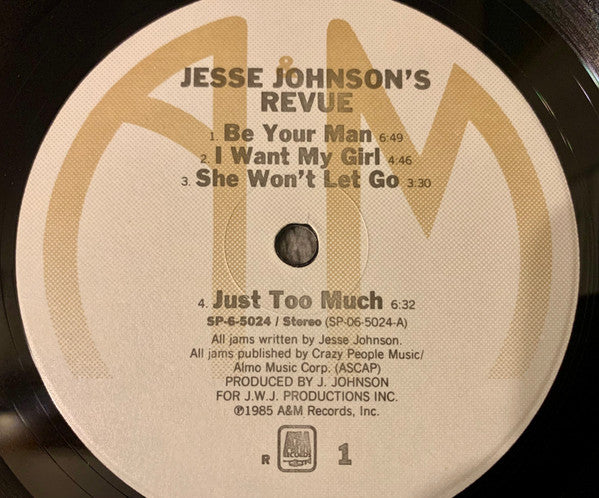 A&M
JESSE JOHNSON'S
REVUE
1. Be Your Man 6:49
2. I Want My Girl 4:46
3. She Won't Let Go 3:30
4. Just Too Much 6:32
SP-6-5024 / Stereo (SP-06-5024-A)
All jams written by Jesse Johnson.
All jams published by Crazy People Music/
Almo Music Corp. (ASCAP)
PRODUCED BY J. JOHNSON
FOR J.W.J. PRODUCTIONS INC.
℗1985 A&M Records, Inc.
R A&M RECORDS 1